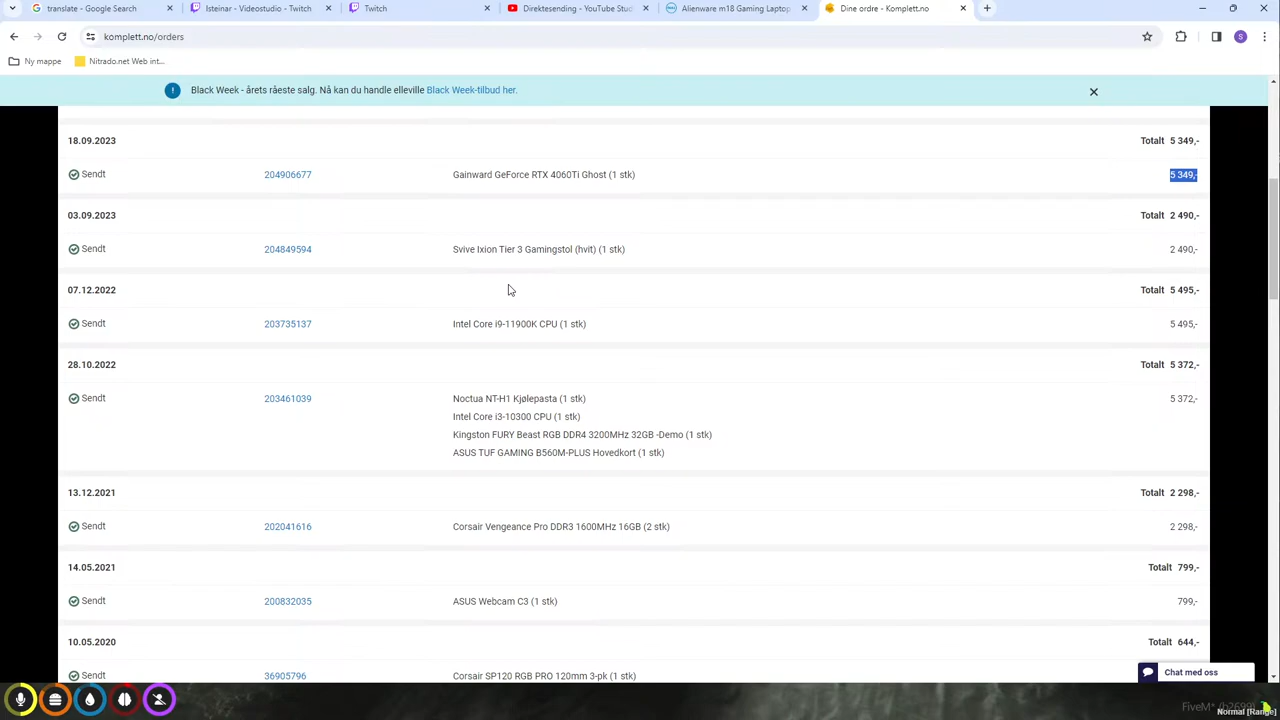 translate - Google Search
Isteinar - Videostudio - Twitch
Twitch
Direktesending - YouTube Stud
Alienware m18 Gaming Laptop
Dine ordre - Komplett.no
komplett.no/orders
S
Ny mappe
Nitrado.net Web int...
Black Week - årets råeste salg. Nå kan du handle elleville Black Week-tilbud her.
18.09.2023 Totalt 5 349,-
Sendt 204906677 Gainward GeForce RTX 4060Ti Ghost (1 stk) 5 349,-
03.09.2023 Totalt 2 490,-
Sendt 204849594 Svive Ixion Tier 3 Gamingstol (hvit) (1 stk) 2 490,-
07.12.2022 Totalt 5 495,-
Sendt 203735137 Intel Core i9-11900K CPU (1 stk) 5 495,-
28.10.2022 Totalt 5 372,-
Sendt 203461039 Noctua NT-H1 Kjølepasta (1 stk) 5 372,-
Intel Core i3-10300 CPU (1 stk)
Kingston FURY Beast RGB DDR4 3200MHz 32GB -Demo (1 stk)
ASUS TUF GAMING B560M-PLUS Hovedkort (1 stk)
13.12.2021 Totalt 2 298,-
Sendt 202041616 Corsair Vengeance Pro DDR3 1600MHz 16GB (2 stk) 2 298,-
14.05.2021 Totalt 799,-
Sendt 200832035 ASUS Webcam C3 (1 stk) 799,-
10.05.2020 Totalt 644,-
Sendt 36905796 Corsair SP120 RGB PRO 120mm 3-pk (1 stk)
Chat med oss
FiveM*
Normal [Range]